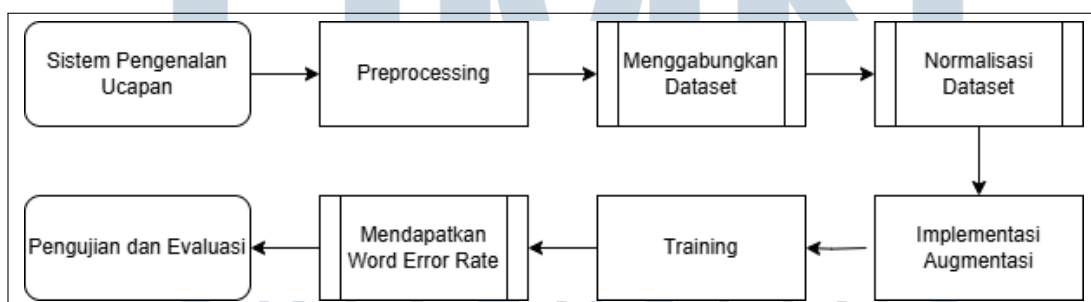 Sistem Pengenalan
Ucapan
Preprocessing
Menggabungkan
Dataset
Normalisasi
Dataset
Implementasi
Augmentasi
Training
Mendapatkan
Word Error Rate
Pengujian dan Evaluasi